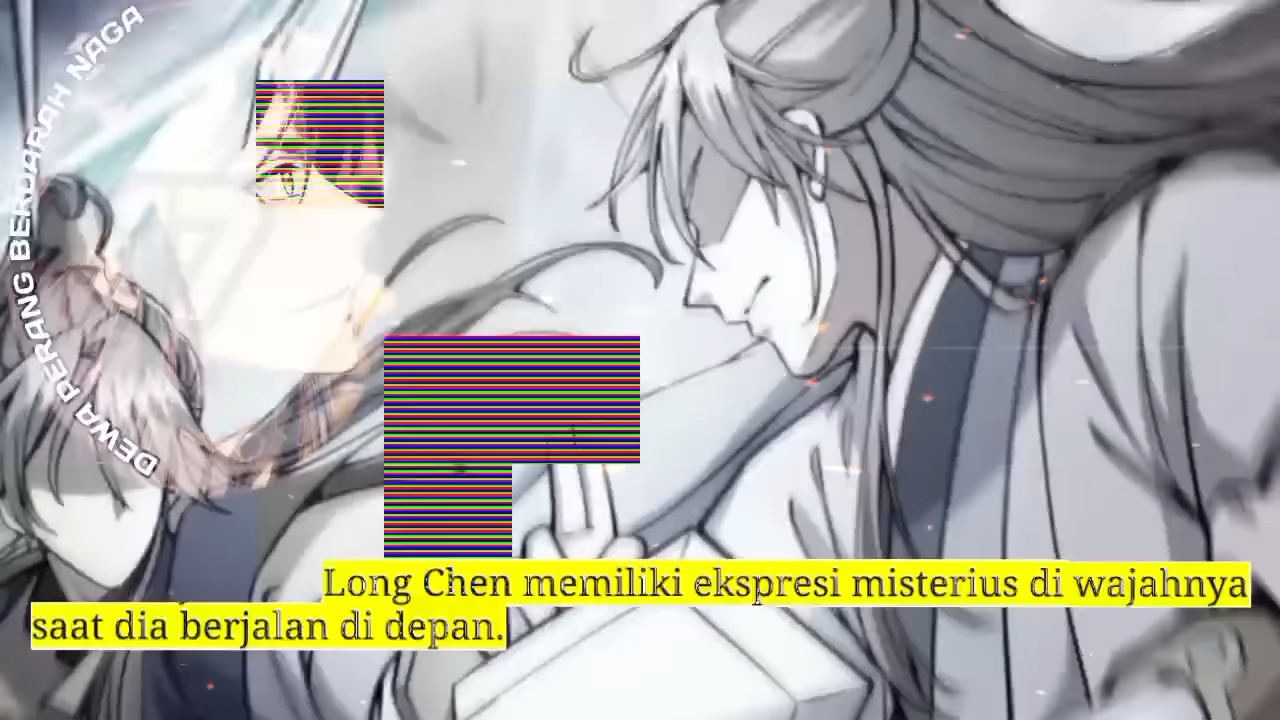 DEWA PERANG BERDARAH NAGA
Long Chen memiliki ekspresi misterius di wajahnya
saat dia berjalan di depan.